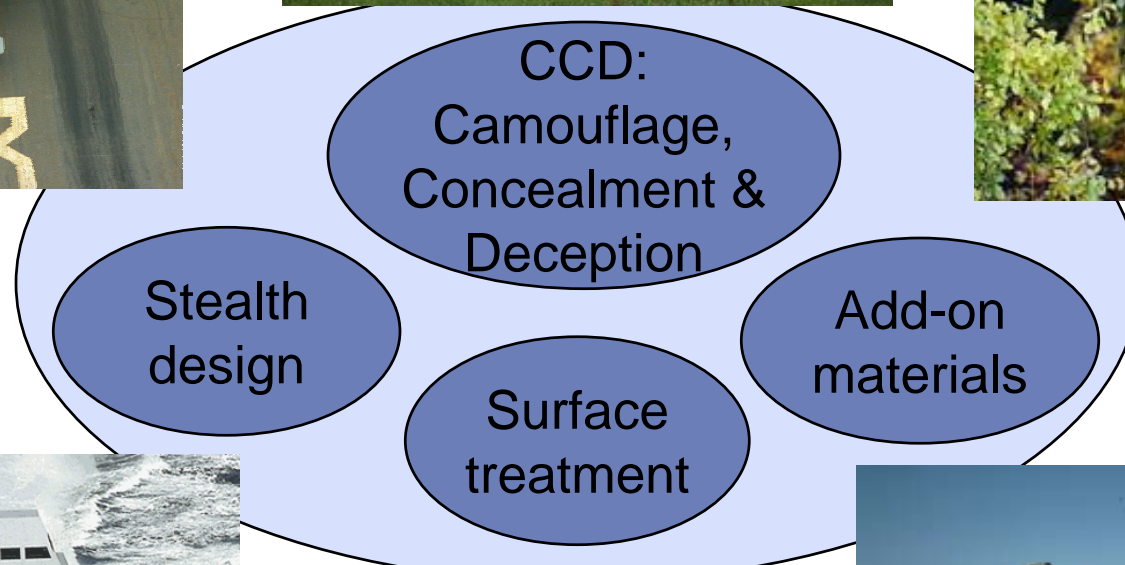 CCD:
Camouflage,
Concealment &
Deception
Stealth
design
Add-on
materials
Surface
treatment